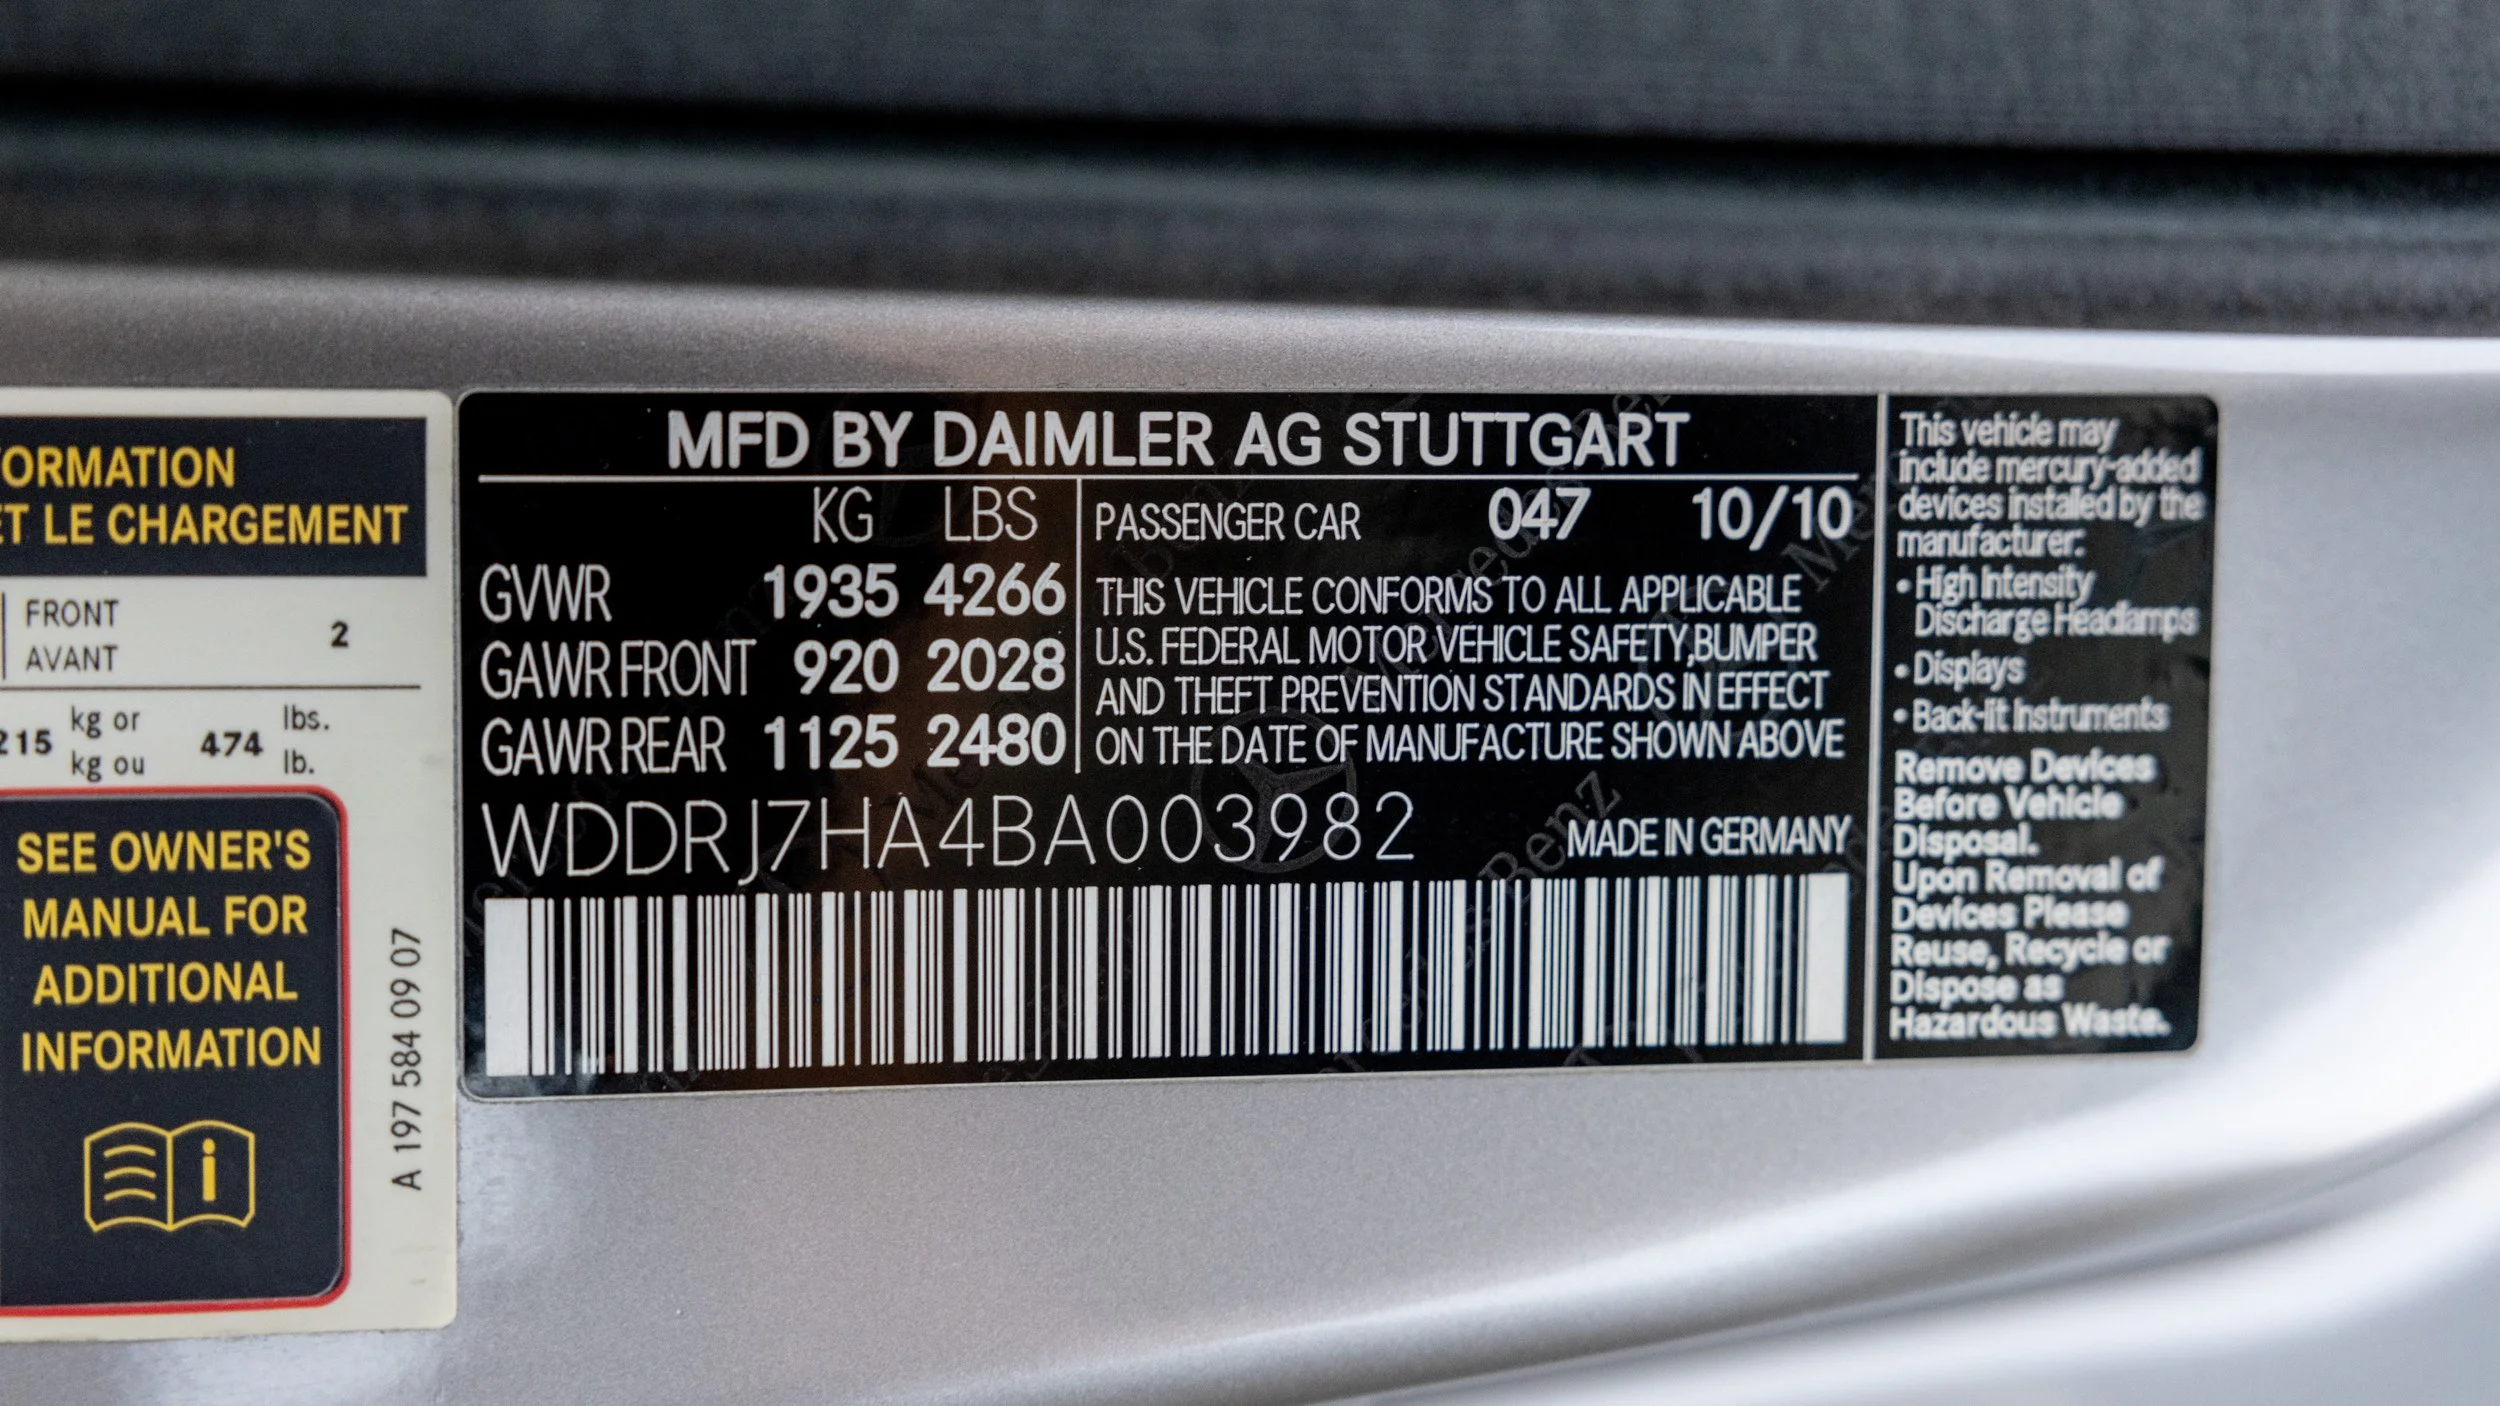 ORMATION
ET LE CHARGEMENT
FRONT
AVANT
2
215 kg or 474 lbs.
kg ou lb.
SEE OWNER'S
MANUAL FOR
ADDITIONAL
INFORMATION
A 197 584 09 07
MFD BY DAIMLER AG STUTTGART
KG LBS
GVWR 1935 4266
GAWR FRONT 920 2028
GAWR REAR 1125 2480
PASSENGER CAR 047 10/10
THIS VEHICLE CONFORMS TO ALL APPLICABLE
U.S. FEDERAL MOTOR VEHICLE SAFETY,BUMPER
AND THEFT PREVENTION STANDARDS IN EFFECT
ON THE DATE OF MANUFACTURE SHOWN ABOVE
WDDRJ7HA4BA003982
MADE IN GERMANY
This vehicle may
include mercury-added
devices installed by the
manufacturer:
• High Intensity
Discharge Headlamps
• Displays
• Back-lit Instruments
Remove Devices
Before Vehicle
Disposal.
Upon Removal of
Devices Please
Reuse, Recycle or
Dispose as
Hazardous Waste.